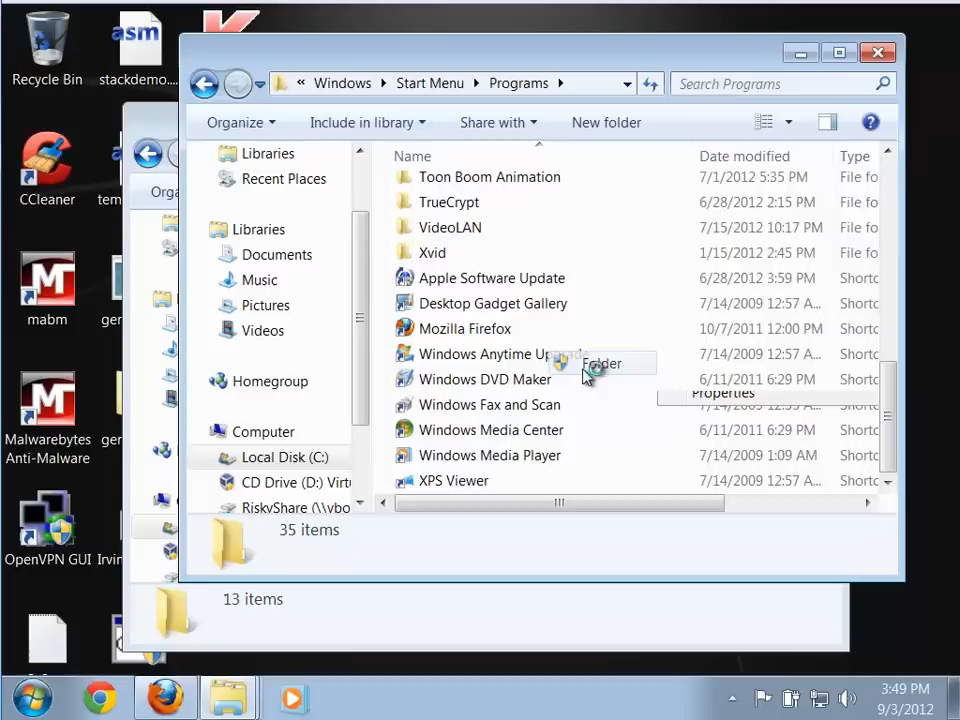 Recycle Bin
asm
stackdemo....
CCleaner
tem
mabm
ger
Malwarebytes
Anti-Malware
ger
OpenVPN GUI
Irvin
Orga
« Windows Start Menu Programs
Search Programs
Organize
Include in library
Share with
New folder
Libraries
Recent Places
Libraries
Documents
Music
Pictures
Videos
Homegroup
Computer
Local Disk (C:)
CD Drive (D:) Virtu
RiskyShare (\\vbo
Name Date modified Type
Toon Boom Animation 7/1/2012 5:35 PM File fo
TrueCrypt 6/28/2012 2:15 PM File fo
VideoLAN 7/15/2012 10:17 PM File fo
Xvid 1/15/2012 2:45 PM File fo
Apple Software Update 6/28/2012 3:59 PM Shortc
Desktop Gadget Gallery 7/14/2009 12:57 A... Shortc
Mozilla Firefox 10/7/2011 12:00 PM Shortc
Windows Anytime Upgrade 7/14/2009 12:57 A... Shortc
Folder
Windows DVD Maker 6/11/2011 6:29 PM Shortc
Properties
Windows Fax and Scan 7/14/2009 12:57 A... Shortc
Windows Media Center 6/11/2011 6:29 PM Shortc
Windows Media Player 7/14/2009 1:09 AM Shortc
XPS Viewer 7/14/2009 12:57 A... Shortc
35 items
13 items
3:49 PM
9/3/2012